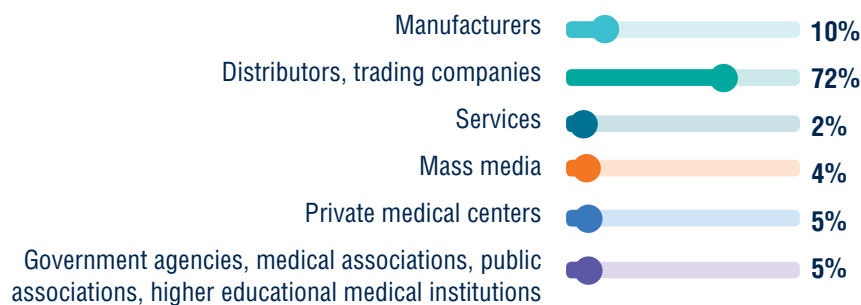 Manufacturers 10%
Distributors, trading companies 72%
Services 2%
Mass media 4%
Private medical centers 5%
Government agencies, medical associations, public
associations, higher educational medical institutions 5%